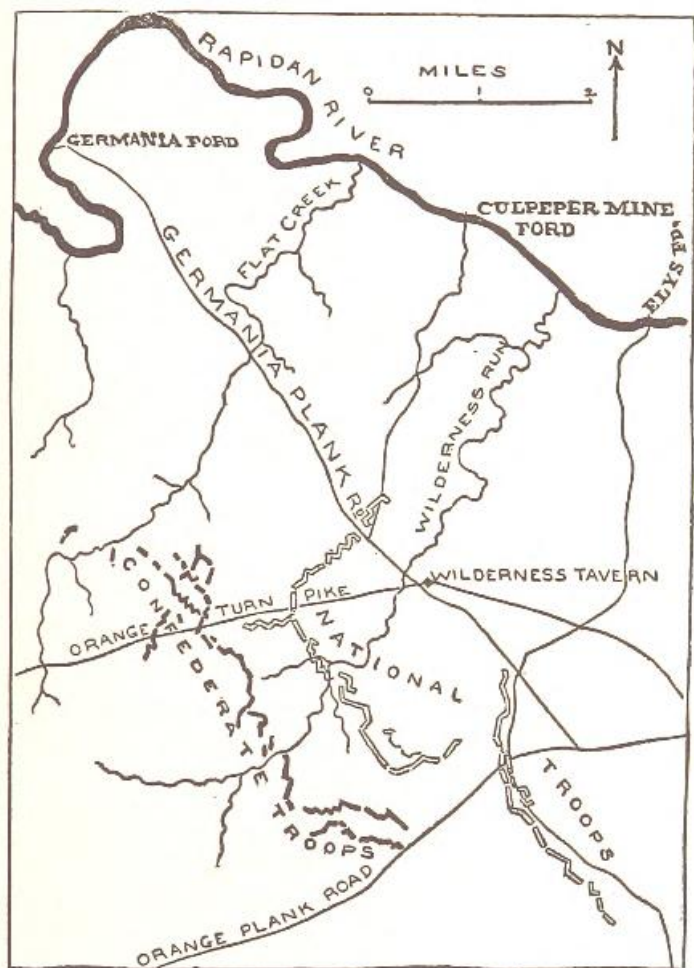 RAPIDAN RIVER
N
MILES
0 1 2
GERMANIA FORD
CULPEPER MINE
FORD
ELYS FD.
FLAT CREEK
GERMANIA PLANK RD.
WILDERNESS RUN
WILDERNESS TAVERN
ORANGE TURN PIKE
CONFEDERATE TROOPS
NATIONAL
TROOPS
ORANGE PLANK ROAD